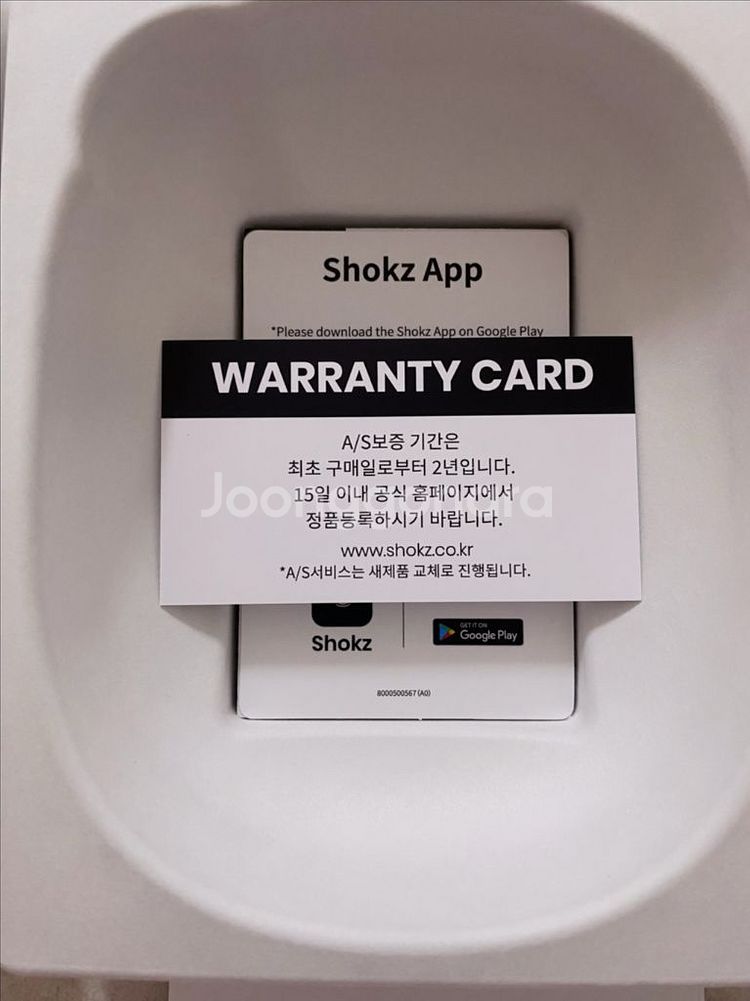 Shokz App
*Please download the Shokz App on Google Play
WARRANTY CARD
A/S보증 기간은
최초 구매일로부터 2년입니다.
15일 이내 공식 홈페이지에서
정품등록하시기 바랍니다.
www.shokz.co.kr
*A/S서비스는 새제품 교체로 진행됩니다.
Shokz
GET IT ON
Google Play
8000500567 (A0)
Joongonara